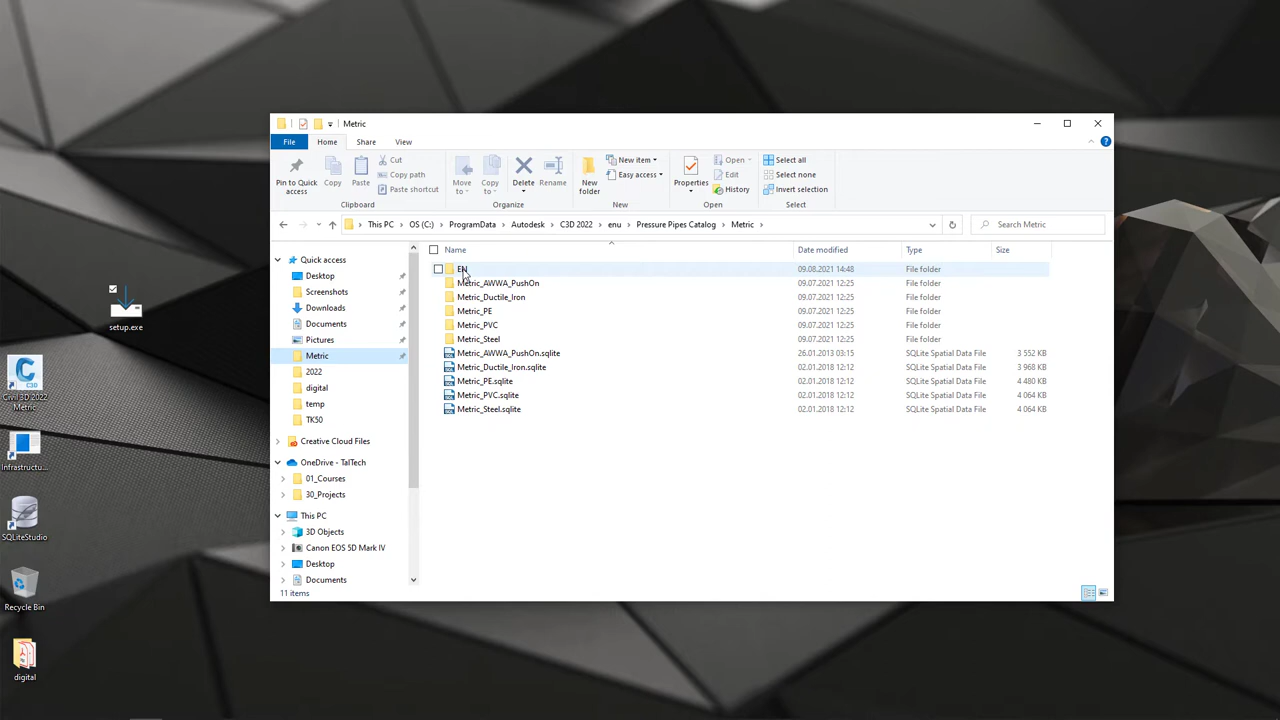 Metric
File
Home
Share
View
Pin to Quick access
Copy
Paste
Cut
Copy path
Paste shortcut
Clipboard
Move to
Copy to
Delete
Rename
Organize
New folder
New item
Easy access
New
Properties
Open
Edit
History
Open
Select all
Select none
Invert selection
Select
This PC
OS (C:)
ProgramData
Autodesk
C3D 2022
enu
Pressure Pipes Catalog
Metric
Search Metric
Name
Date modified
Type
Size
Quick access
Desktop
Screenshots
Downloads
Documents
Pictures
Metric
2022
digital
temp
TK50
Creative Cloud Files
OneDrive - TalTech
01_Courses
30_Projects
This PC
3D Objects
Canon EOS 5D Mark IV
Desktop
Documents
EN 09.08.2021 14:48 File folder
Metric_AWWA_PushOn 09.07.2021 12:25 File folder
Metric_Ductile_Iron 09.07.2021 12:25 File folder
Metric_PE 09.07.2021 12:25 File folder
Metric_PVC 09.07.2021 12:25 File folder
Metric_Steel 09.07.2021 12:25 File folder
Metric_AWWA_PushOn.sqlite 26.01.2013 03:15 SQLite Spatial Data File 3 552 KB
Metric_Ductile_Iron.sqlite 02.01.2018 12:12 SQLite Spatial Data File 3 968 KB
Metric_PE.sqlite 02.01.2018 12:12 SQLite Spatial Data File 4 480 KB
Metric_PVC.sqlite 02.01.2018 12:12 SQLite Spatial Data File 4 064 KB
Metric_Steel.sqlite 02.01.2018 12:12 SQLite Spatial Data File 4 064 KB
11 items
setup.exe
C3D
Civil 3D 2022
Metric
Infrastructu...
SQLiteStudio
Recycle Bin
digital